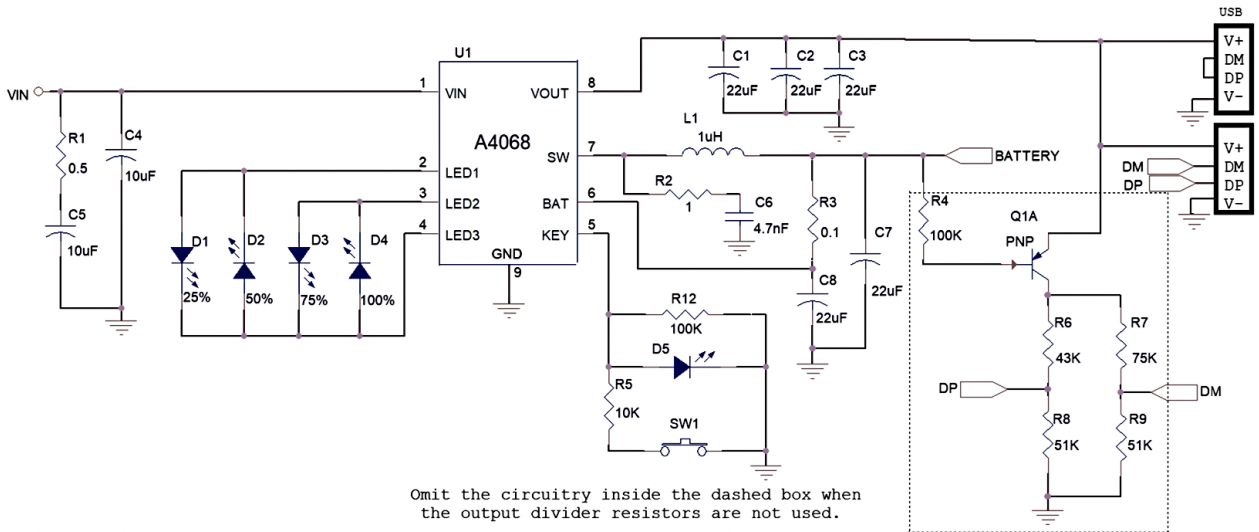 USB
V+
DM
DP
V-
V+
DM
DP
V-
DM
DP
U1
A4068
1
VIN
VIN
2
LED1
3
LED2
4
LED3
GND
9
8
VOUT
7
SW
6
BAT
5
KEY
R1
0.5
C4
10uF
C5
10uF
D1
25%
D2
50%
D3
75%
D4
100%
C1
22uF
C2
22uF
C3
22uF
L1
1uH
BATTERY
R2
1
C6
4.7nF
R3
0.1
C7
22uF
C8
22uF
R12
100K
D5
R5
10K
SW1
R4
100K
Q1A
PNP
R6
43K
R7
75K
DP
DM
R8
51K
R9
51K
Omit the circuitry inside the dashed box when
the output divider resistors are not used.